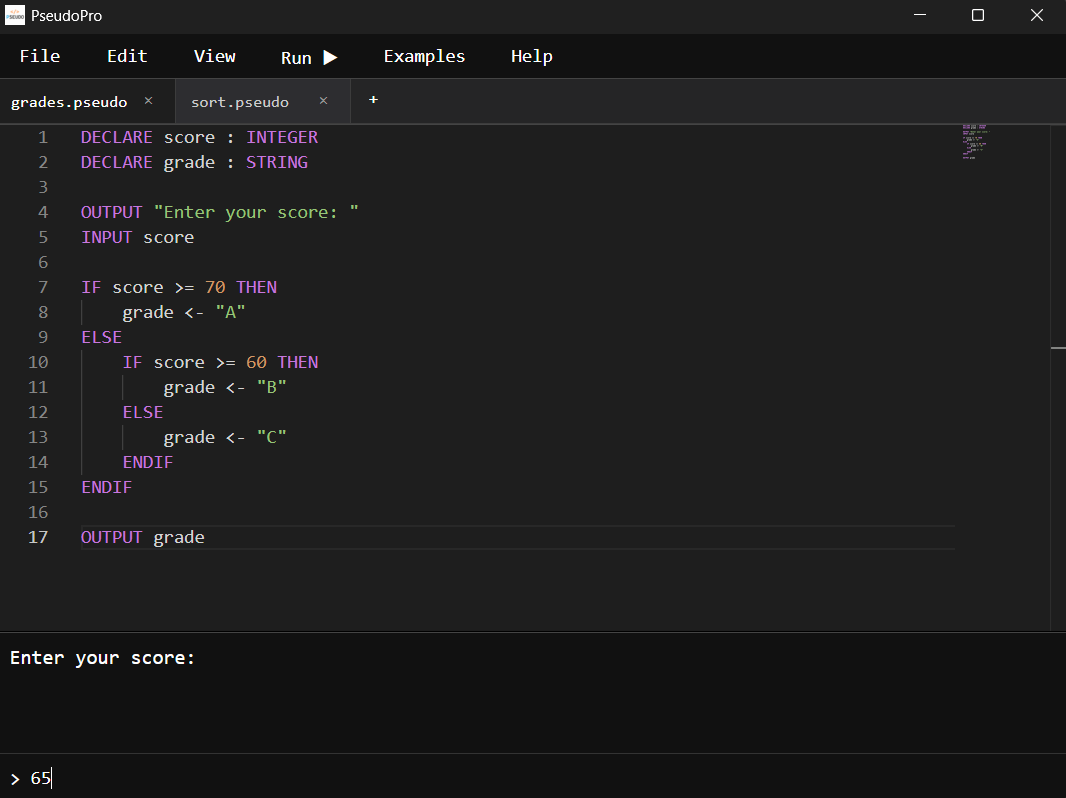 PseudoPro
File Edit View Run Examples Help
grades.pseudo × sort.pseudo × +
1 DECLARE score : INTEGER
2 DECLARE grade : STRING
3
4 OUTPUT "Enter your score: "
5 INPUT score
6
7 IF score >= 70 THEN
8     grade <- "A"
9 ELSE
10     IF score >= 60 THEN
11         grade <- "B"
12     ELSE
13         grade <- "C"
14     ENDIF
15 ENDIF
16
17 OUTPUT grade
Enter your score:
> 65